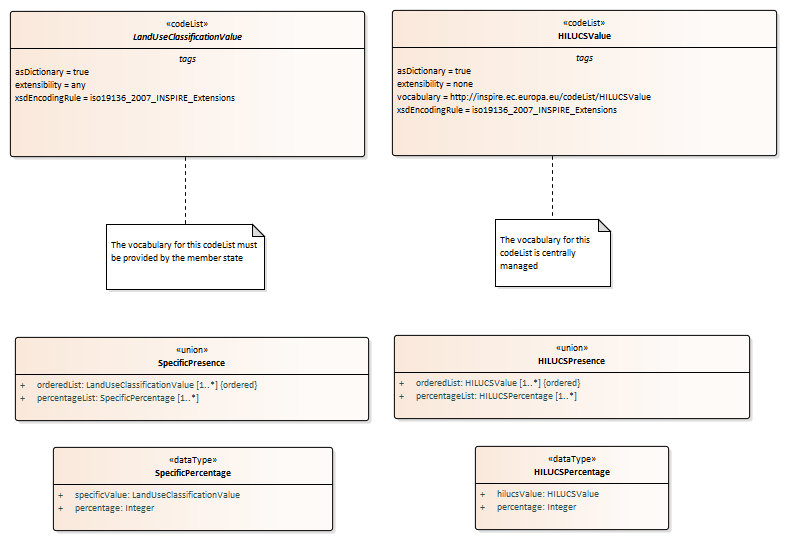 «codeList»
LandUseClassificationValue
tags
asDictionary = true
extensibility = any
xsdEncodingRule = iso19136_2007_INSPIRE_Extensions
«codeList»
HILUCSValue
tags
asDictionary = true
extensibility = none
vocabulary = http://inspire.ec.europa.eu/codeList/HILUCSValue
xsdEncodingRule = iso19136_2007_INSPIRE_Extensions
The vocabulary for this codeList must
be provided by the member state
The vocabulary for this
codeList is centrally
managed
«union»
SpecificPresence
+ orderedList: LandUseClassificationValue [1..*] {ordered}
+ percentageList: SpecificPercentage [1..*]
«union»
HILUCSPresence
+ orderedList: HILUCSValue [1..*] {ordered}
+ percentageList: HILUCSPercentage [1..*]
«dataType»
SpecificPercentage
+ specificValue: LandUseClassificationValue
+ percentage: Integer
«dataType»
HILUCSPercentage
+ hilucsValue: HILUCSValue
+ percentage: Integer